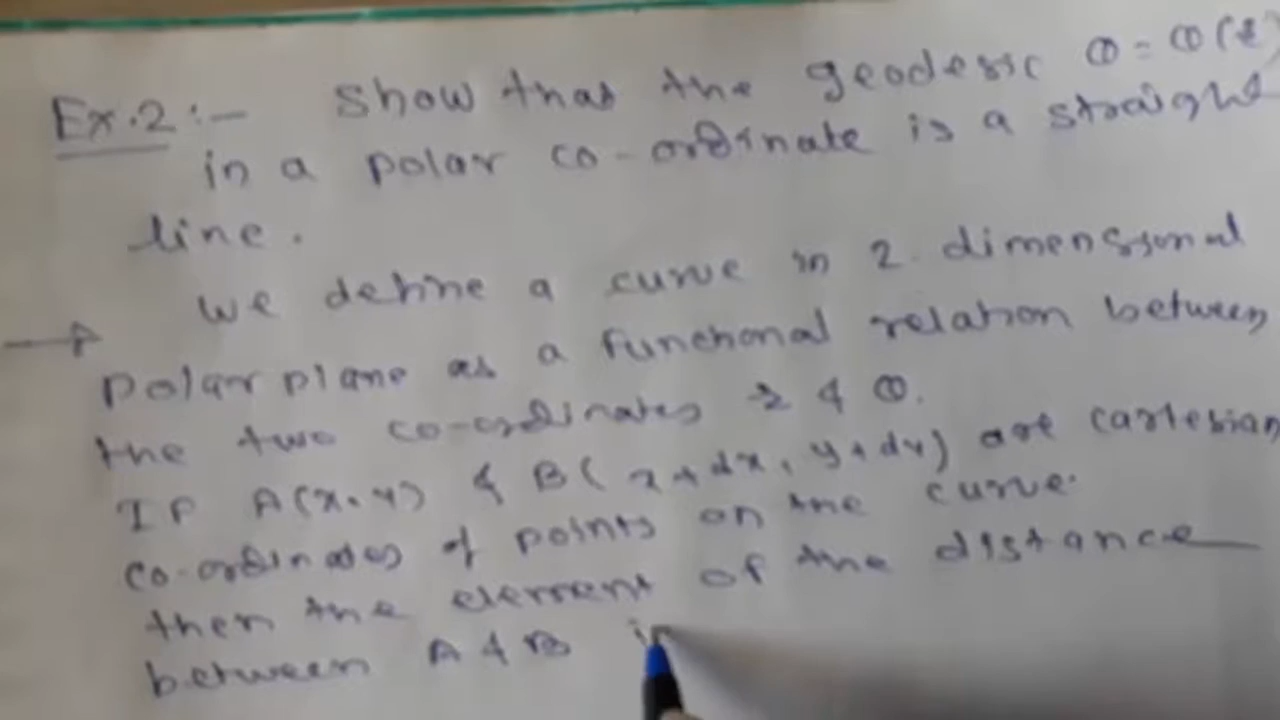 Ex.2:- Show that the geodesic θ = θ(r)
in a polar co-ordinate is a straight
line.
→ We define a curve in 2 dimensional
polar plane as a functional relation between
the two co-ordinates r & θ.
If A(x,y) & B(x+dx, y+dy) are cartesian
co-ordinates of points on the curve.
then the element of the distance
between A & B is